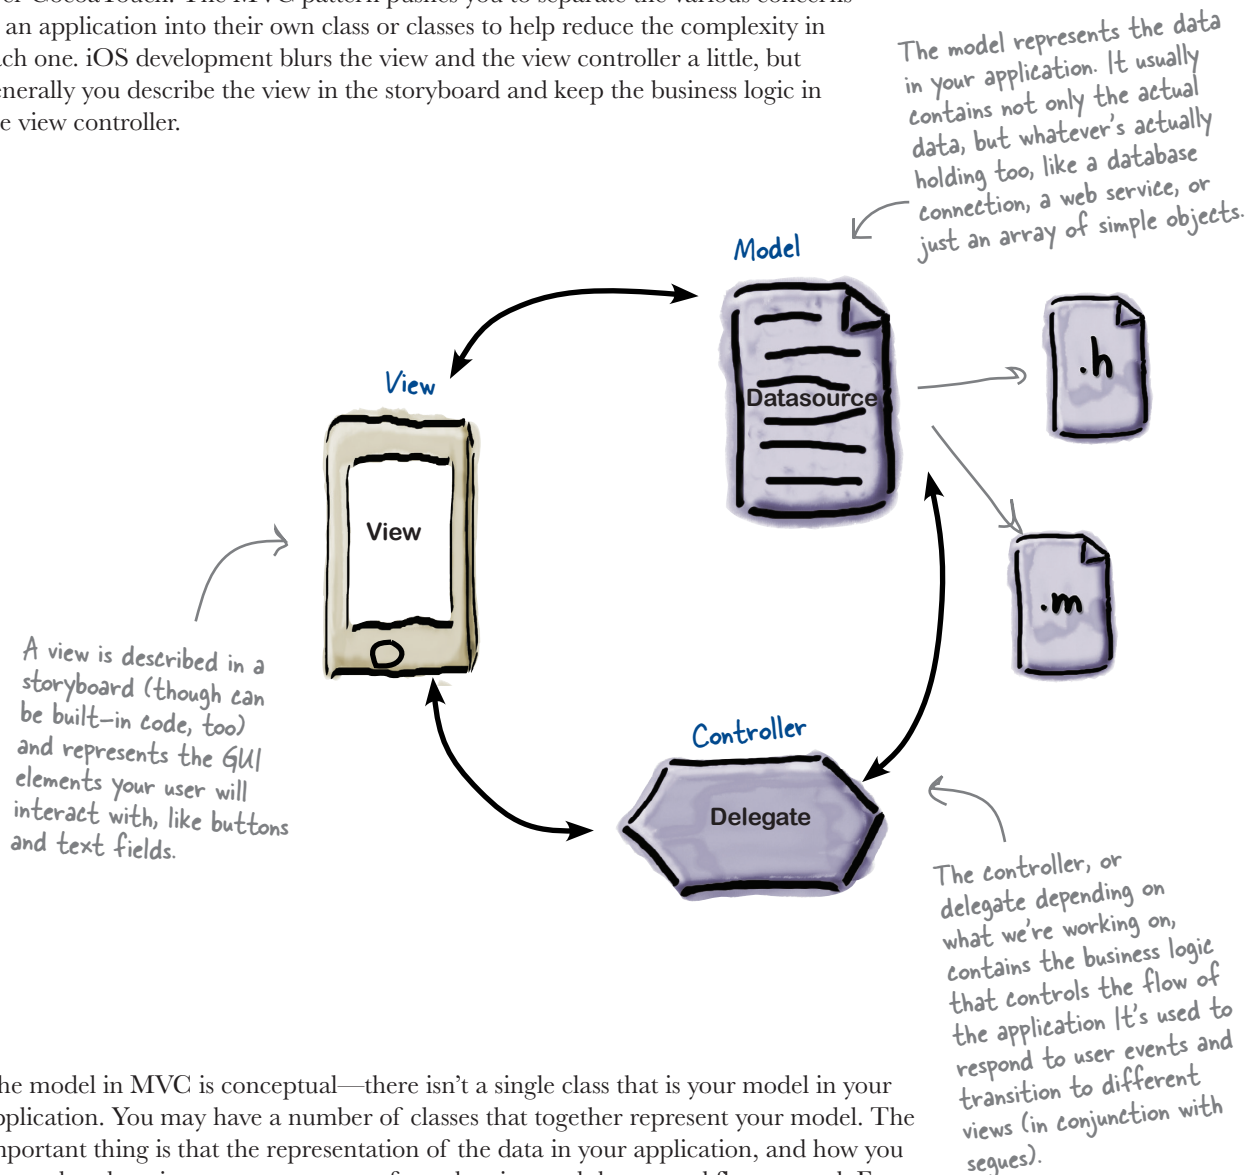 an application into their own class or classes to help reduce the complexity in
one. iOS development blurs the view and the view controller a little, but
you describe the view in the storyboard and keep the business logic in
view controller.
The model represents the data
in your application. It usually
contains not only the actual
data, but whatever's actually
holding too, like a database
connection, a web service, or
just an array of simple objects.
Model
Datasource
.h
.m
View
View
A view is described in a
storyboard (though can
be built-in code, too)
and represents the GUI
elements your user will
interact with, like buttons
and text fields.
Controller
Delegate
The controller, or
delegate depending on
what we're working on,
contains the business logic
that controls the flow of
the application It's used to
respond to user events and
transition to different
views (in conjunction with
segues).
model in MVC is conceptual—there isn't a single class that is your model in your
You may have a number of classes that together represent your model. The
thing is that the representation of the data in your application, and how you